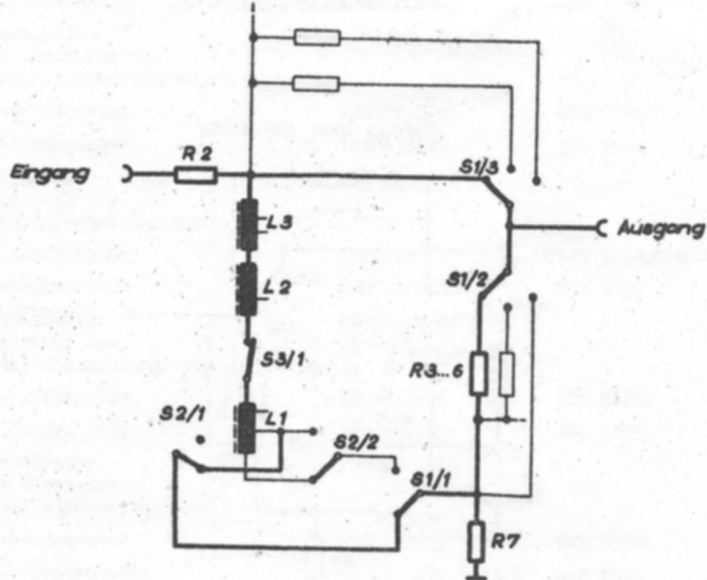 R2
Eingang
S1/3
Ausgang
L3
S1/2
L2
S3/1
R3...6
S2/1
L1
S2/2
S1/1
R7